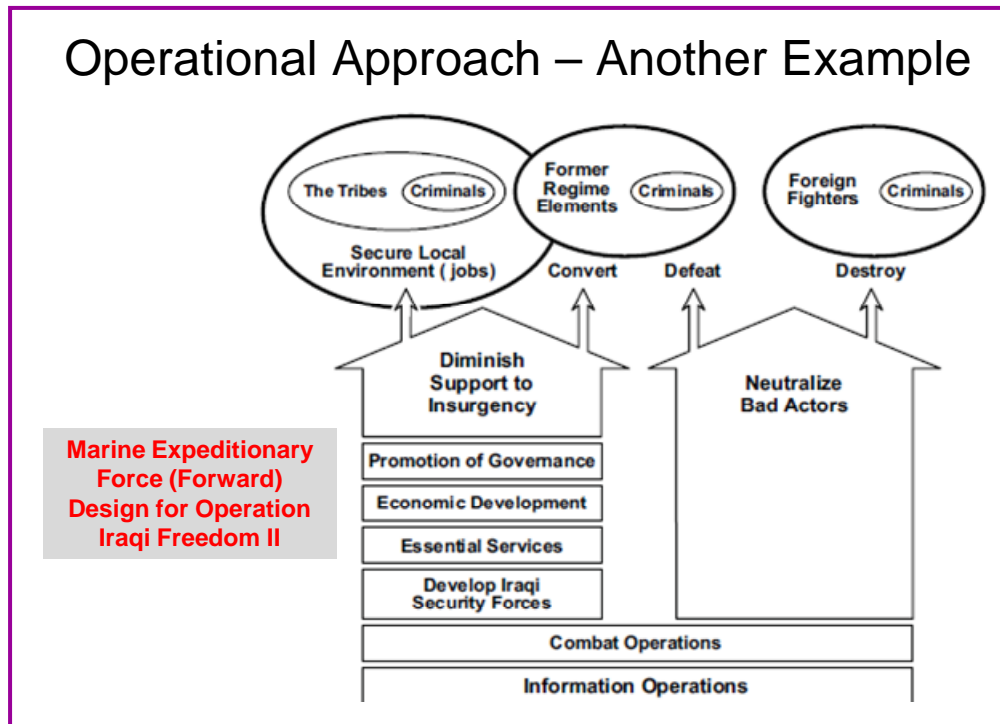 Operational Approach – Another Example
The Tribes
Criminals
Secure Local
Environment ( jobs)
Former
Regime
Elements
Criminals
Foreign
Fighters
Criminals
Convert
Defeat
Destroy
Diminish
Support to
Insurgency
Neutralize
Bad Actors
Marine Expeditionary
Force (Forward)
Design for Operation
Iraqi Freedom II
Promotion of Governance
Economic Development
Essential Services
Develop Iraqi
Security Forces
Combat Operations
Information Operations